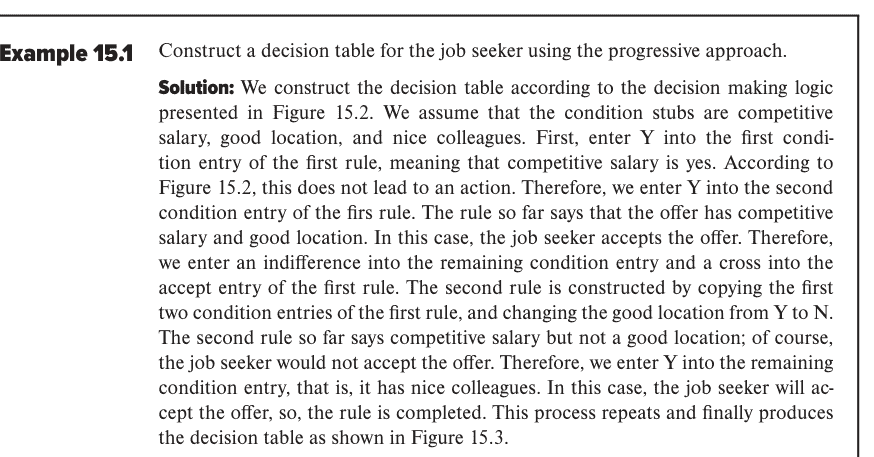 Example 15.1 Construct a decision table for the job seeker using the progressive approach.
Solution: We construct the decision table according to the decision making logic
presented in Figure 15.2. We assume that the condition stubs are competitive
salary, good location, and nice colleagues. First, enter Y into the first condi-
tion entry of the first rule, meaning that competitive salary is yes. According to
Figure 15.2, this does not lead to an action. Therefore, we enter Y into the second
condition entry of the firs rule. The rule so far says that the offer has competitive
salary and good location. In this case, the job seeker accepts the offer. Therefore,
we enter an indifference into the remaining condition entry and a cross into the
accept entry of the first rule. The second rule is constructed by copying the first
two condition entries of the first rule, and changing the good location from Y to N.
The second rule so far says competitive salary but not a good location; of course,
the job seeker would not accept the offer. Therefore, we enter Y into the remaining
condition entry, that is, it has nice colleagues. In this case, the job seeker will ac-
cept the offer, so, the rule is completed. This process repeats and finally produces
the decision table as shown in Figure 15.3.